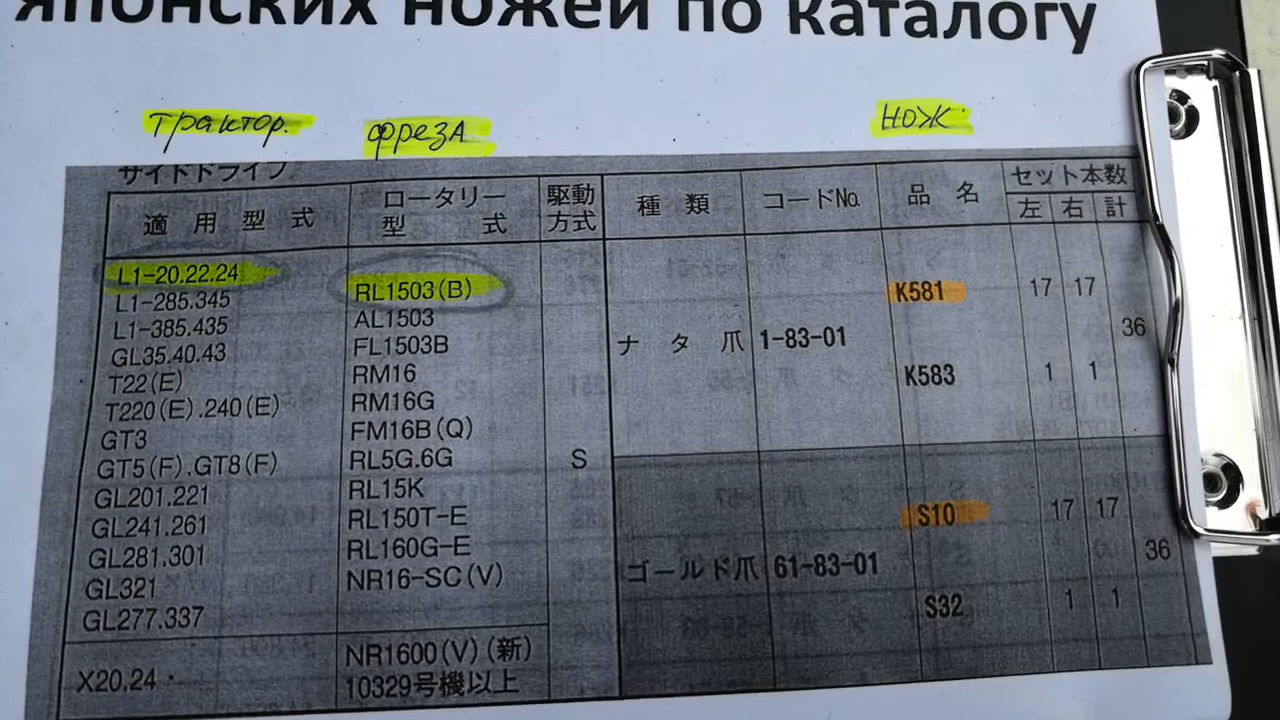 японских ножей по каталогу
трактор.
фреза
нож
サイドドライブ
適用型式
ロータリー型式
駆動方式
種類
コードNo.
品名
セット本数
左 右 計
L1-20.22.24
L1-285.345
L1-385.435
GL35.40.43
T22(E)
T220(E).240(E)
GT3
GT5(F).GT8(F)
GL201.221
GL241.261
GL281.301
GL321
GL277.337
RL1503(B)
AL1503
FL1503B
RM16
RM16G
FM16B(Q)
RL5G.6G
RL15K
RL150T-E
RL160G-E
NR16-SC(V)
S
ナタ爪 1-83-01
K581 17 17
K583 1 1
36
ゴールド爪 61-83-01
S10 17 17
S32 1 1
36
X20.24
NR1600(V)(新)
10329号機以上